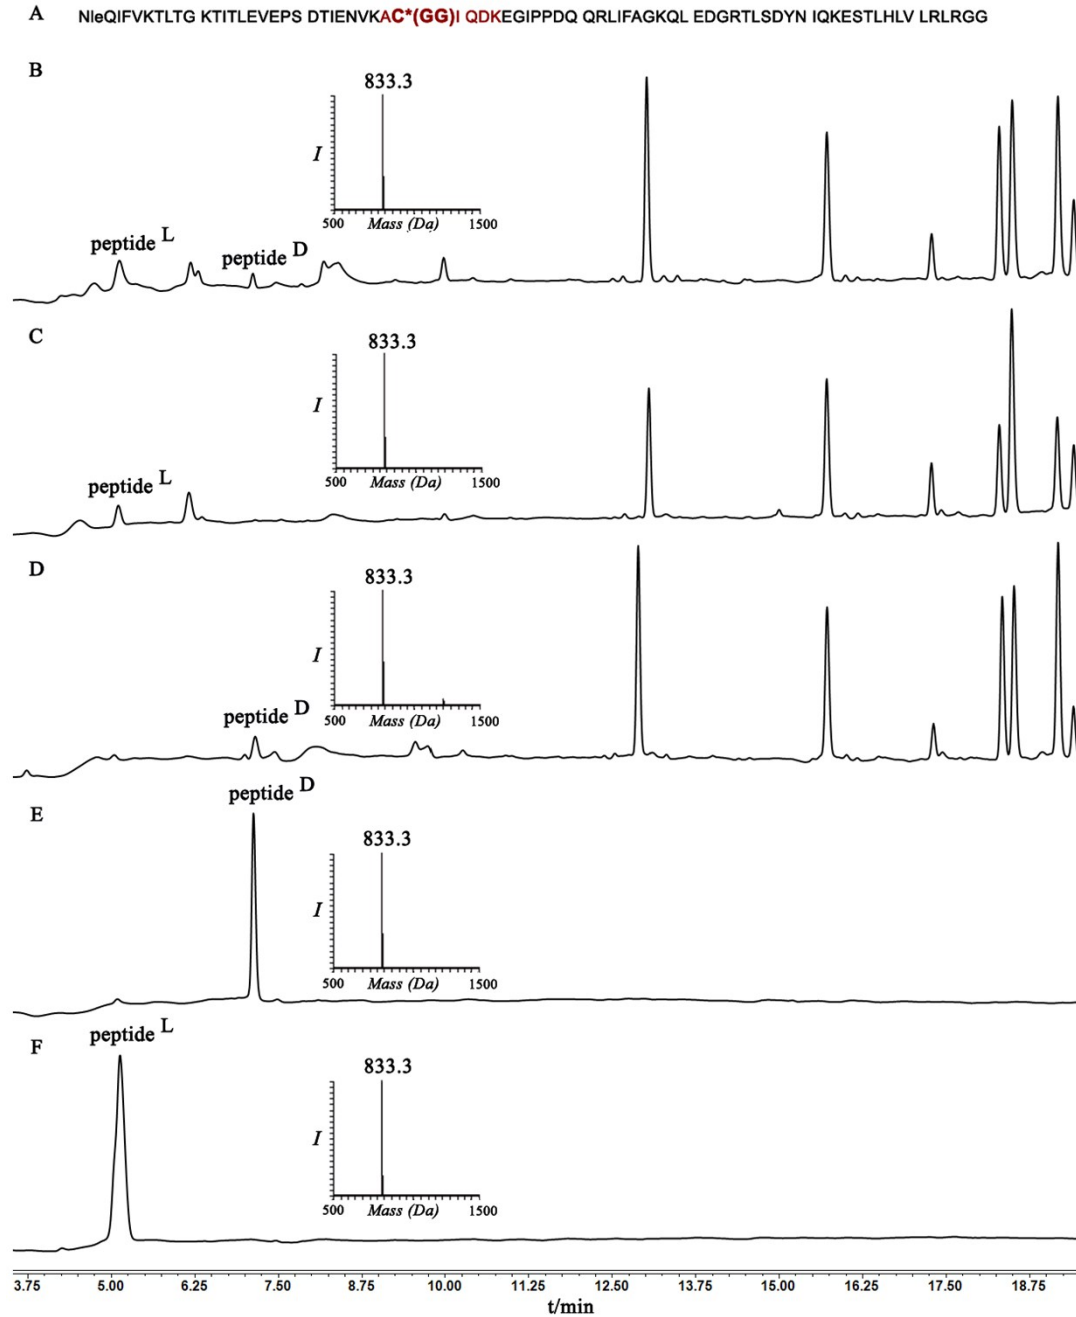 A NleQIFVKTLTG KTITLEVEPS DTIENVKAC*(GG)I QDKEGIPPDQ QRLIFAGKQL EDGRTLSDYN IQKESTLHLV LRLRGG
B
833.3
I
500 Mass (Da) 1500
peptide L
peptide D
C
833.3
I
500 Mass (Da) 1500
peptide L
D
833.3
I
500 Mass (Da) 1500
peptide D
peptide D
E
833.3
I
500 Mass (Da) 1500
peptide L
F
833.3
I
500 Mass (Da) 1500
3.75 5.00 6.25 7.50 8.75 10.00 11.25 12.50 13.75 15.00 16.25 17.50 18.75
t/min